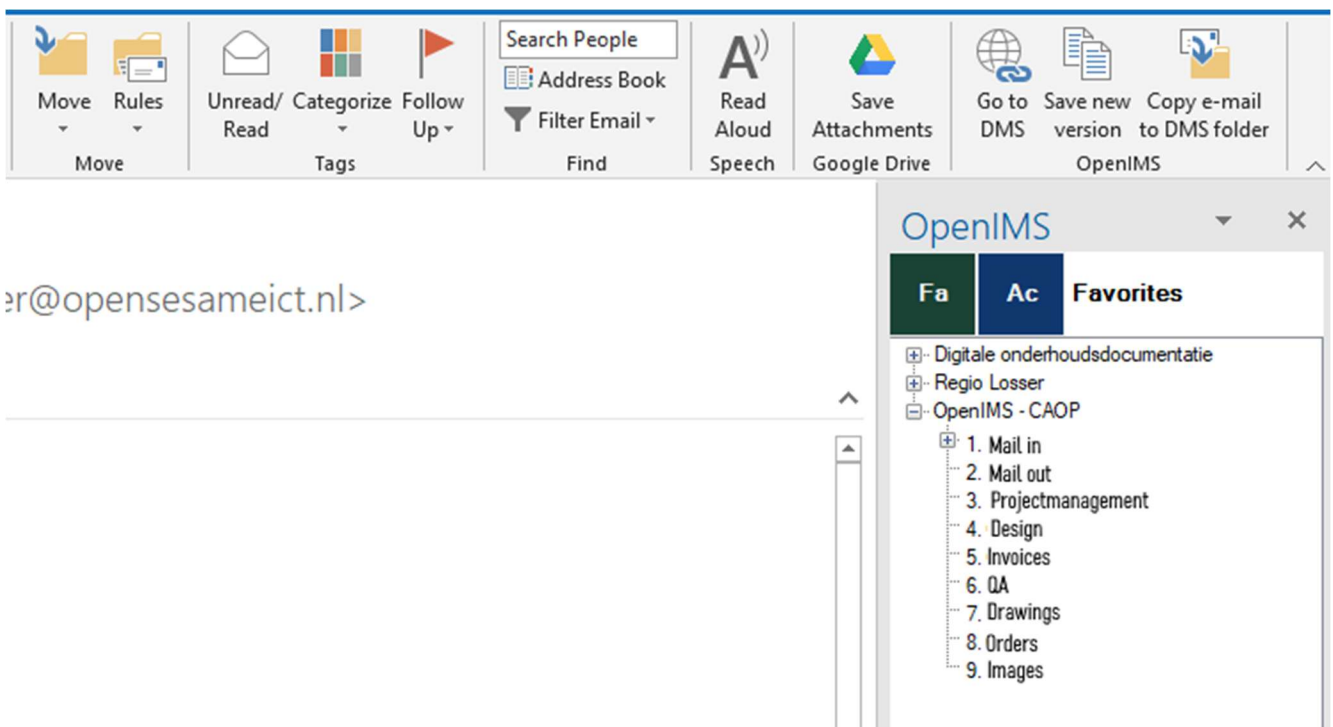 Move
Rules
Move
Unread/
Read
Categorize
Follow
Up
Tags
Search People
Address Book
Filter Email
Find
A
Read
Aloud
Speech
Save
Attachments
Google Drive
Go to
DMS
Save new
version
Copy e-mail
to DMS folder
OpenIMS
er@opensesameict.nl>
OpenIMS
Fa
Ac
Favorites
Digitale onderhoudsdocumentatie
Regio Losser
OpenIMS - CAOP
1. Mail in
2. Mail out
3. Projectmanagement
4. Design
5. Invoices
6. QA
7. Drawings
8. Orders
9. Images